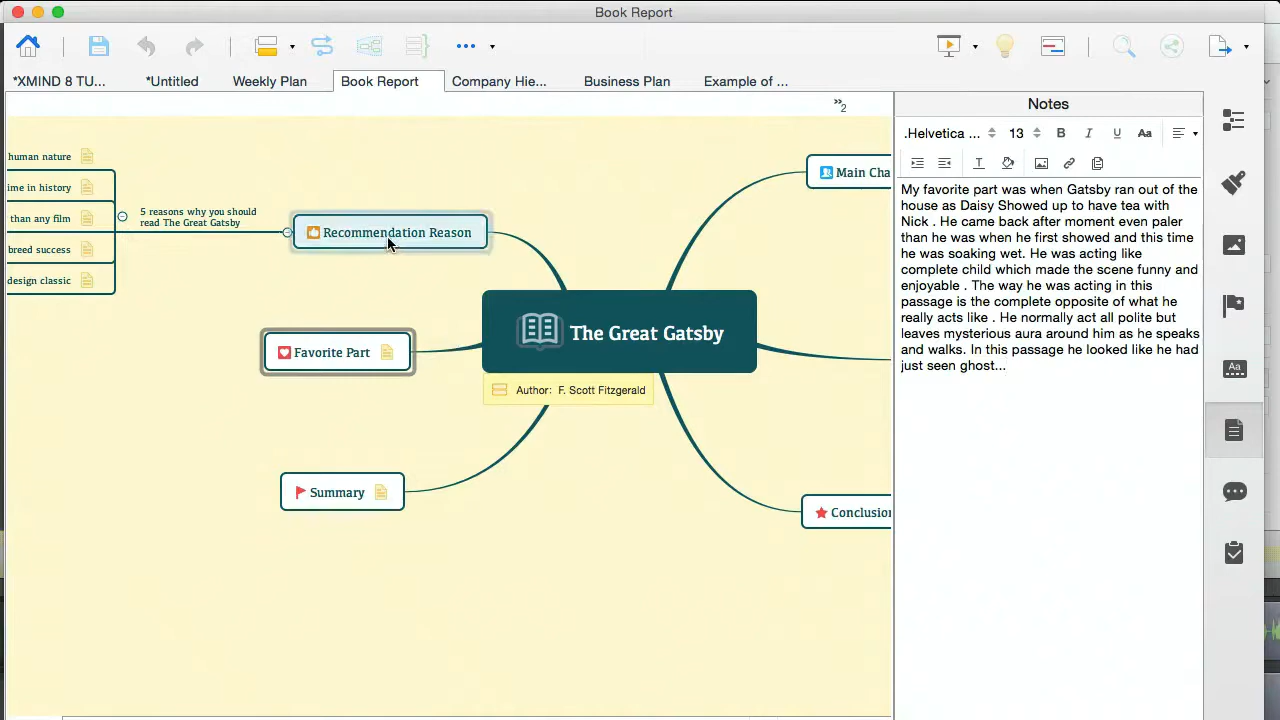 Book Report
*XMIND 8 TU... *Untitled Weekly Plan Book Report Company Hie... Business Plan Example of ...
»2
human nature
ime in history
than any film
breed success
design classic
5 reasons why you should
read The Great Gatsby
Recommendation Reason
Favorite Part
Summary
The Great Gatsby
Author: F. Scott Fitzgerald
Main Cha
Conclusion
Notes
.Helvetica ... 13 B I U Aa
T
My favorite part was when Gatsby ran out of the
house as Daisy Showed up to have tea with
Nick . He came back after moment even paler
than he was when he first showed and this time
he was soaking wet. He was acting like
complete child which made the scene funny and
enjoyable . The way he was acting in this
passage is the complete opposite of what he
really acts like . He normally act all polite but
leaves mysterious aura around him as he speaks
and walks. In this passage he looked like he had
just seen ghost...
Aa